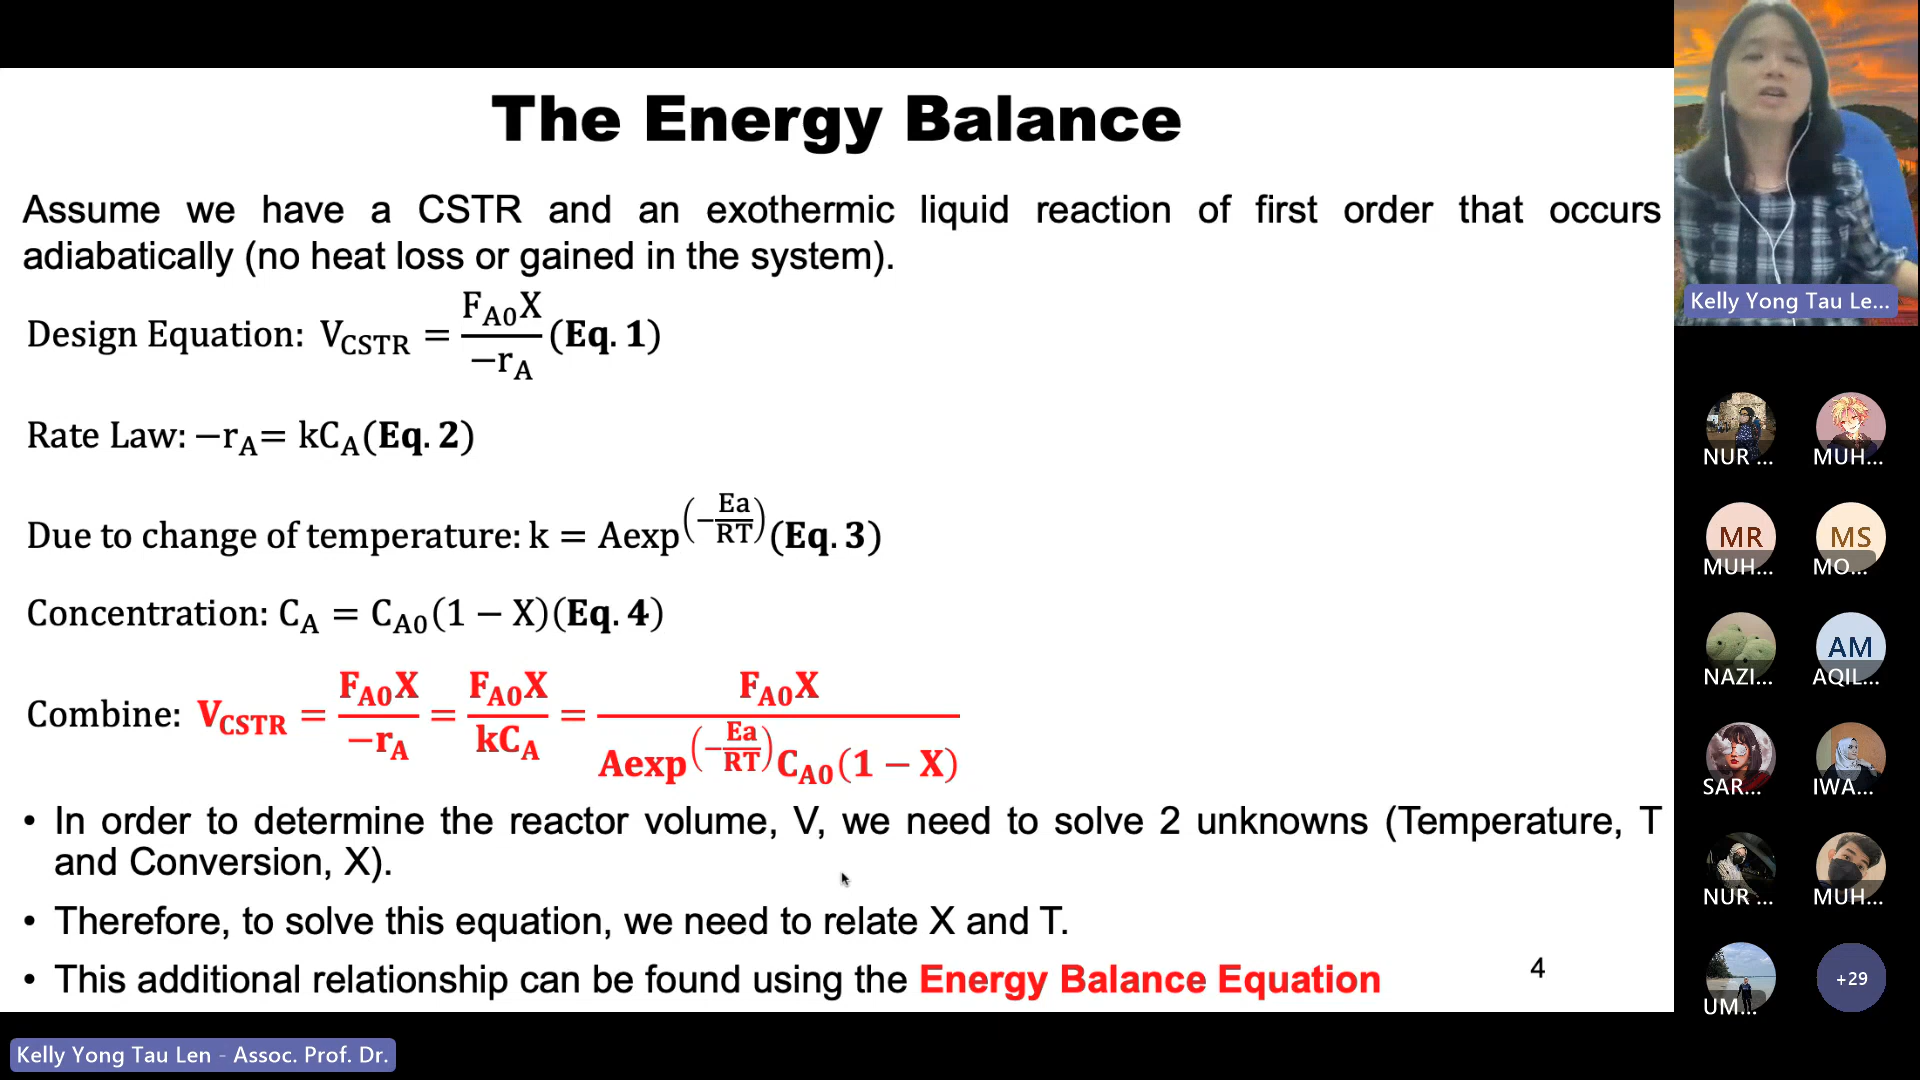 The Energy Balance
Assume we have a CSTR and an exothermic liquid reaction of first order that occurs
adiabatically (no heat loss or gained in the system).
Design Equation: V_CSTR = F_A0X / −r_A (Eq. 1)
Rate Law: −r_A= kC_A(Eq. 2)
Due to change of temperature: k = Aexp^(−Ea/RT)(Eq. 3)
Concentration: C_A = C_A0(1 − X)(Eq. 4)
Combine: V_CSTR = F_A0X / −r_A = F_A0X / kC_A = F_A0X / Aexp^(−Ea/RT)C_A0(1 − X)
• In order to determine the reactor volume, V, we need to solve 2 unknowns (Temperature, T
and Conversion, X).
• Therefore, to solve this equation, we need to relate X and T.
• This additional relationship can be found using the Energy Balance Equation
4
Kelly Yong Tau Len - Assoc. Prof. Dr.
Kelly Yong Tau Le...
NUR ...
MUH...
MR
MUH...
MS
MO...
NAZI...
AM
AQIL...
SAR...
IWA...
NUR ...
MUH...
UM...
+29